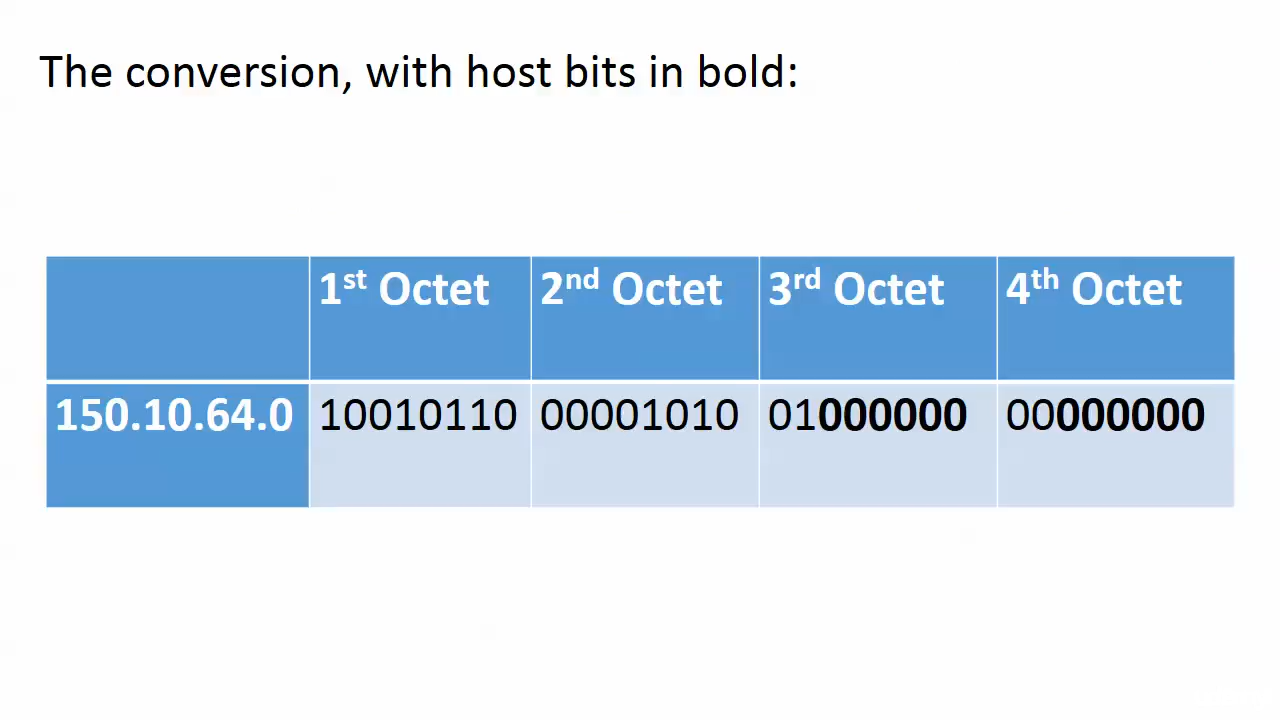 The conversion, with host bits in bold:
1st Octet 2nd Octet 3rd Octet 4th Octet
150.10.64.0 10010110 00001010 01000000 00000000